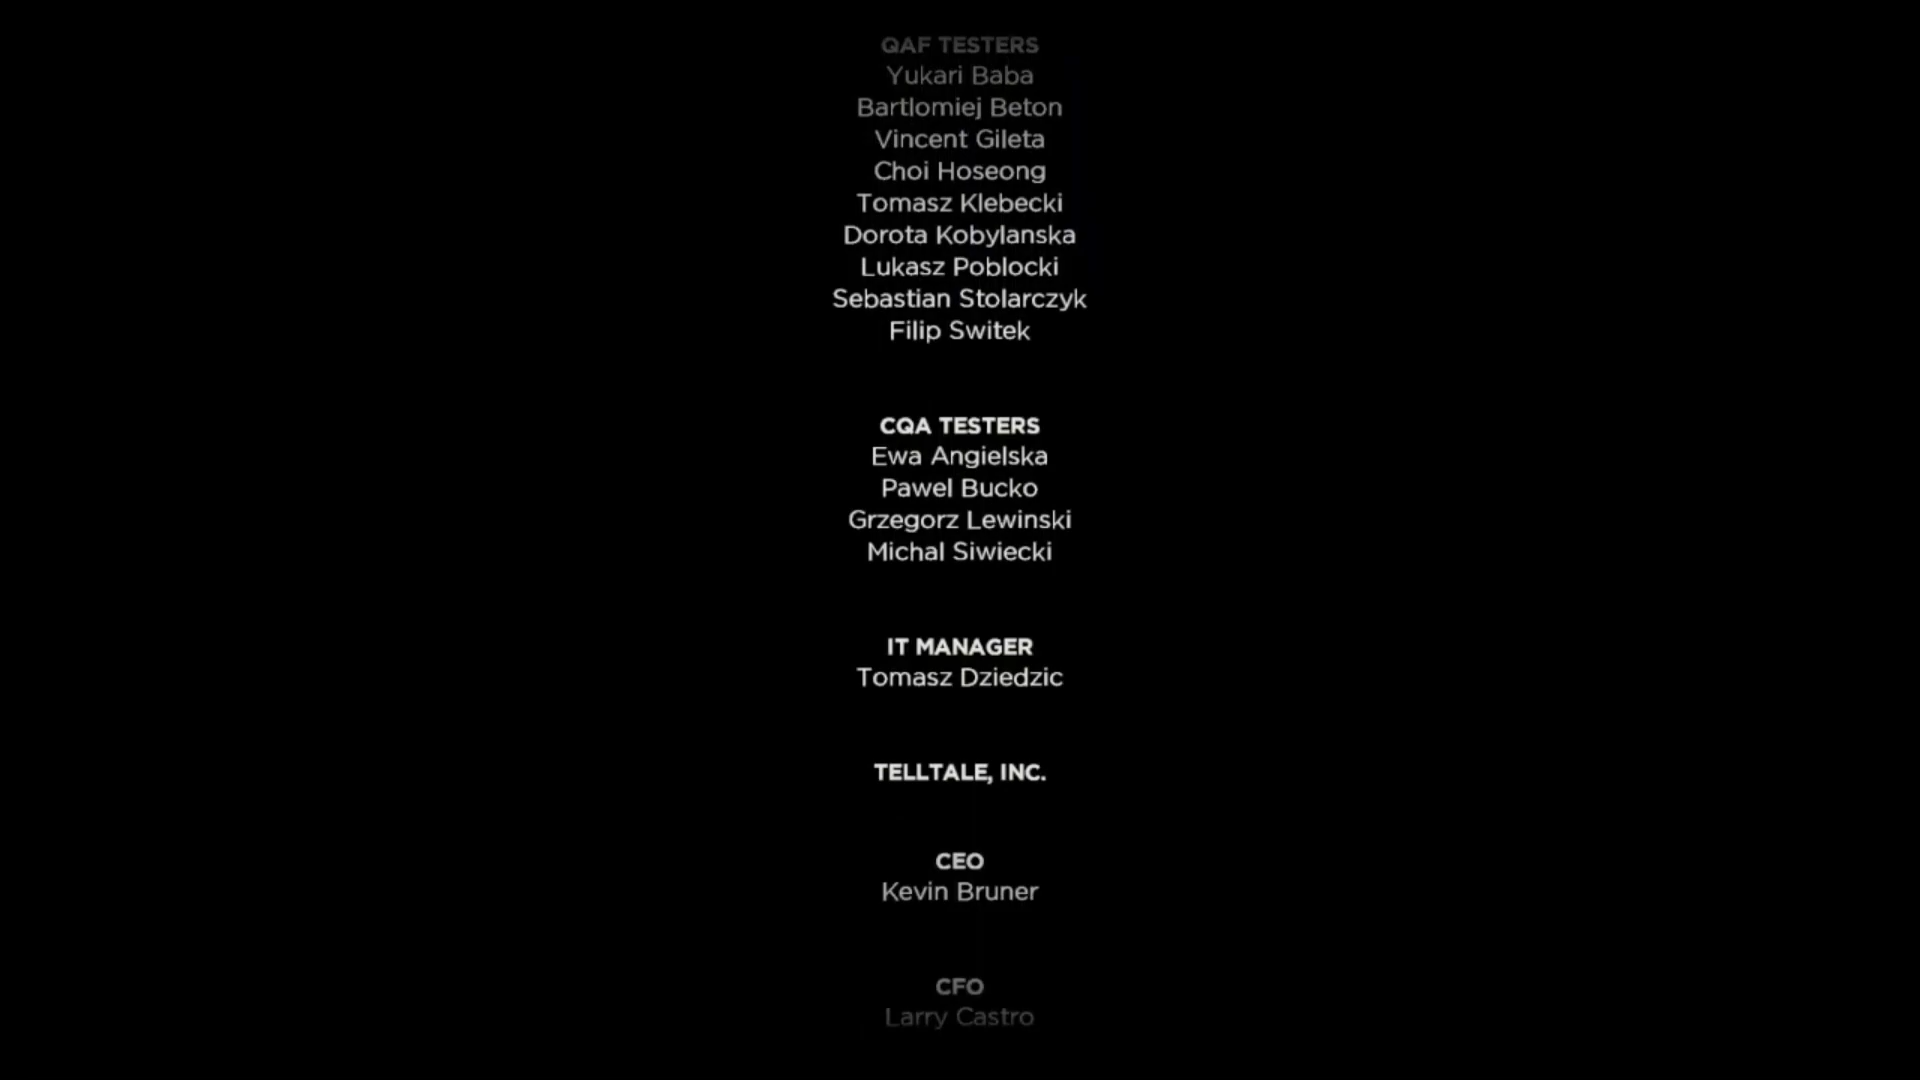 QAF TESTERS
Yukari Baba
Bartlomiej Beton
Vincent Gileta
Choi Hoseong
Tomasz Klebecki
Dorota Kobylanska
Lukasz Poblocki
Sebastian Stolarczyk
Filip Switek
CQA TESTERS
Ewa Angielska
Pawel Bucko
Grzegorz Lewinski
Michal Siwiecki
IT MANAGER
Tomasz Dziedzic
TELLTALE, INC.
CEO
Kevin Bruner
CFO
Larry Castro